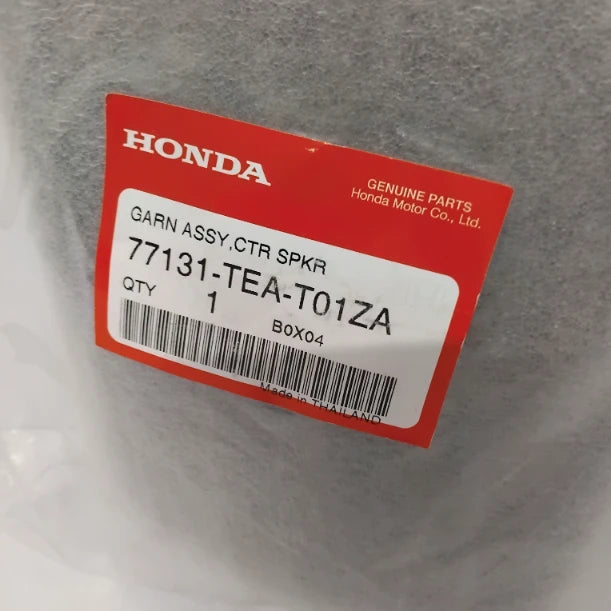 HONDA
GENUINE PARTS
Honda Motor Co., Ltd.
GARN ASSY,CTR SPKR
77131-TEA-T01ZA
QTY 1 B0X04
Made in THAILAND